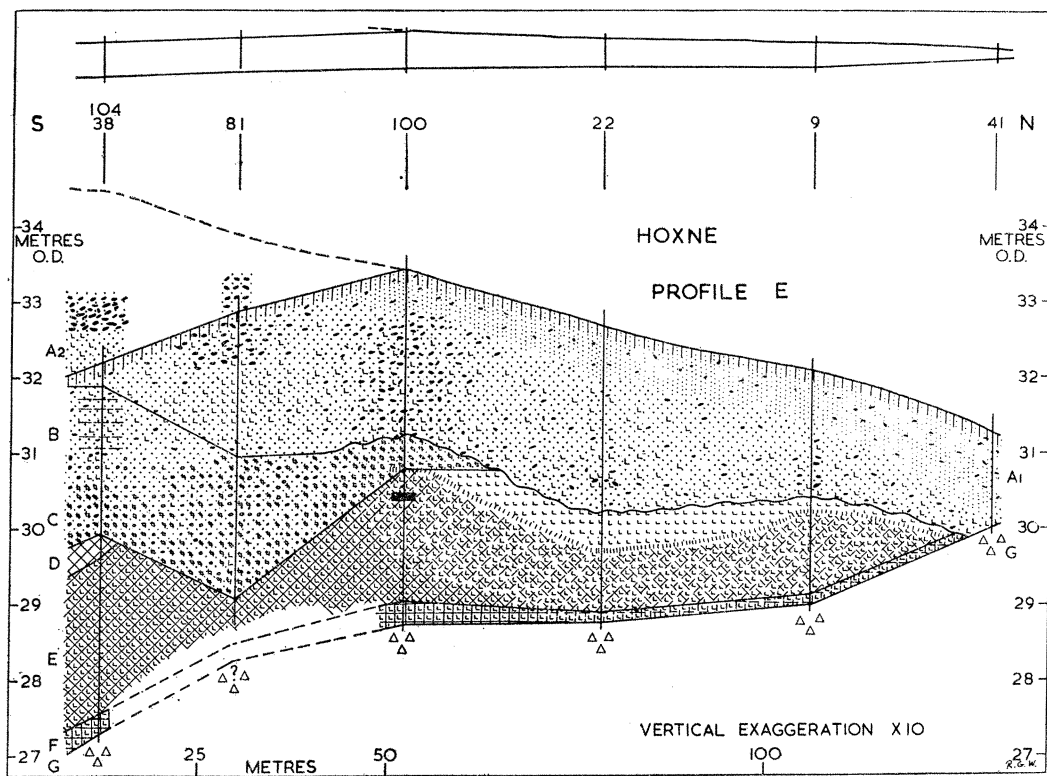 104
S 38 81 100 22 9 41 N
34 34
METRES METRES
O.D. O.D.
HOXNE
PROFILE E
33 33
A2
32 32
B
31 31
A1
C
30 30
G
D
29 29
E
28 28
?
VERTICAL EXAGGERATION X10
F
27 25 50 100 27
G METRES
R.G.W.